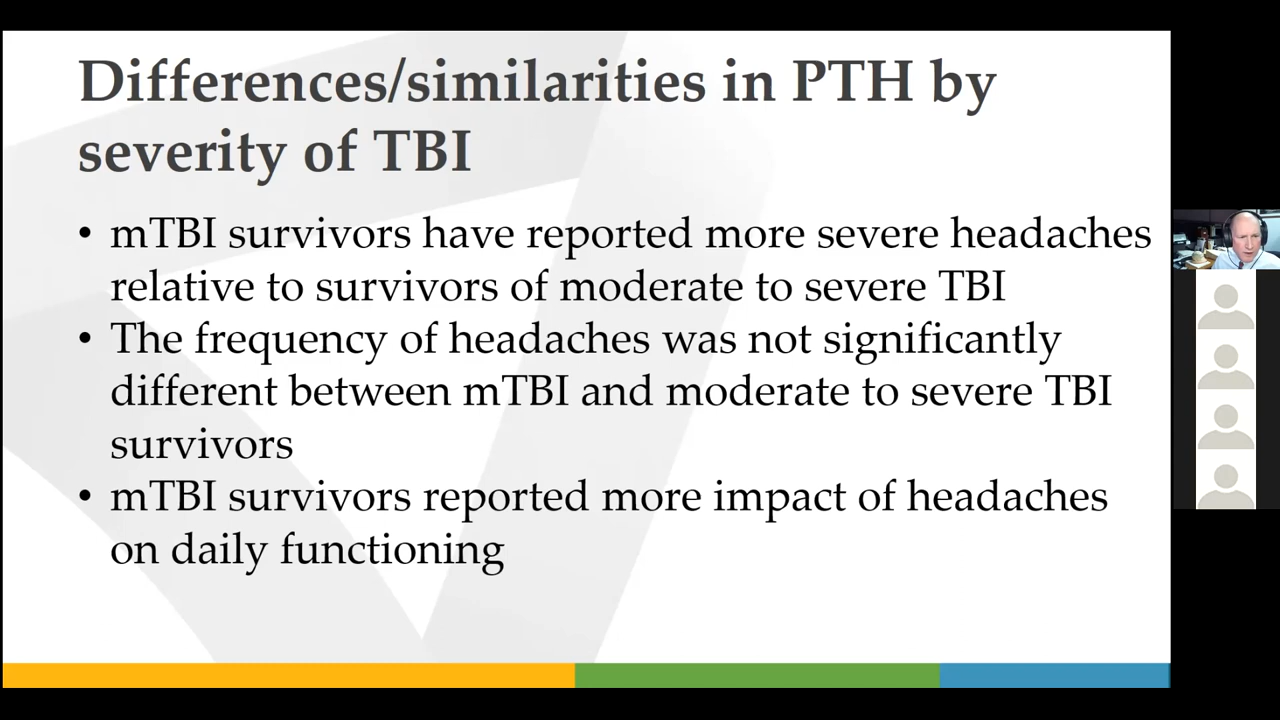 Differences/similarities in PTH by
severity of TBI
• mTBI survivors have reported more severe headaches
relative to survivors of moderate to severe TBI
• The frequency of headaches was not significantly
different between mTBI and moderate to severe TBI
survivors
• mTBI survivors reported more impact of headaches
on daily functioning